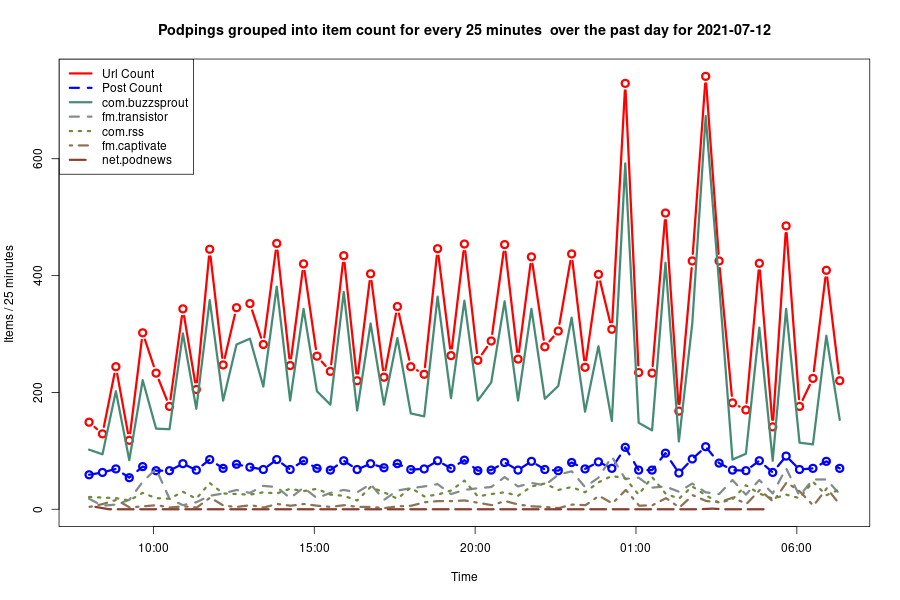 Podpings grouped into item count for every 25 minutes  over the past day for 2021-07-12
Url Count
Post Count
com.buzzsprout
fm.transistor
com.rss
fm.captivate
net.podnews
Items / 25 minutes
600
400
200
0
10:00
15:00
20:00
01:00
06:00
Time